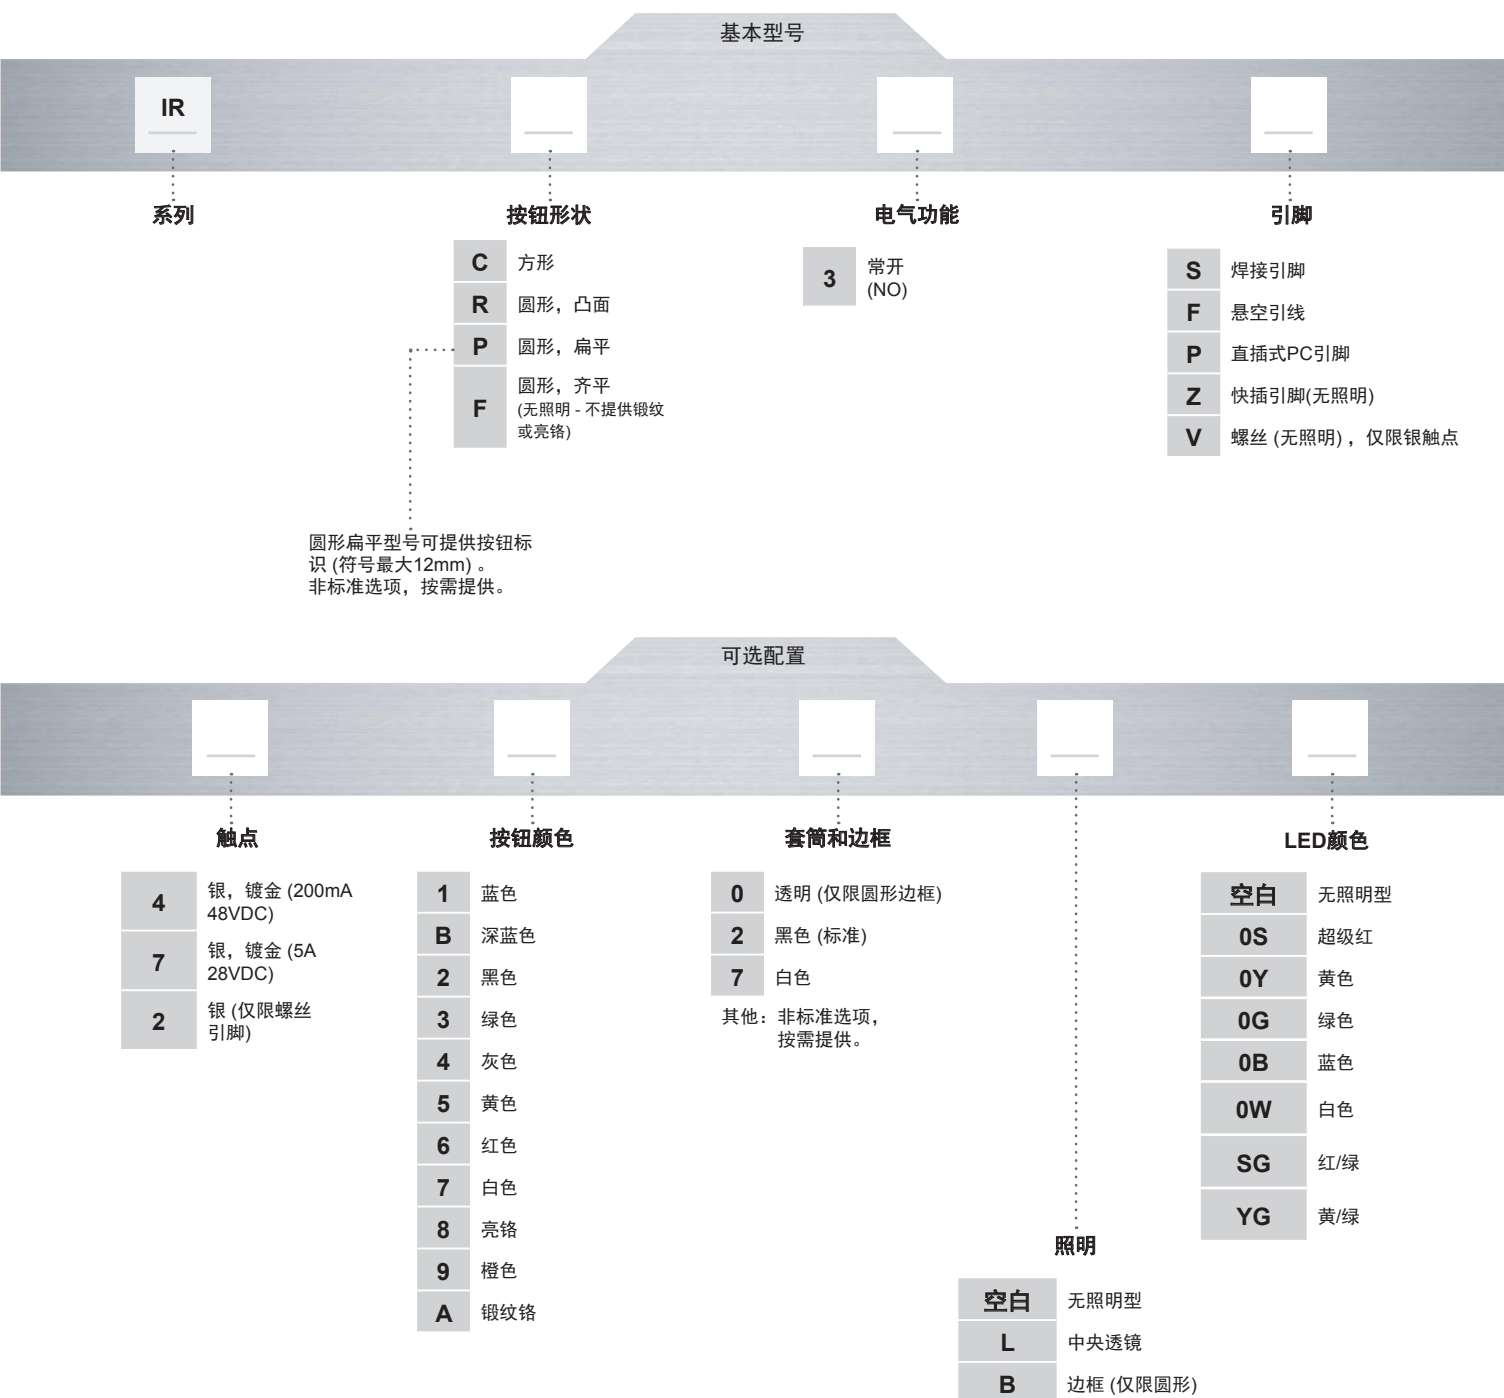 基本型号
IR
系列
按钮形状
C 方形
R 圆形，凸面
P 圆形，扁平
F 圆形，齐平
(无照明 - 不提供锻纹
或亮铬)
圆形扁平型号可提供按钮标
识 (符号最大12mm) 。
非标准选项，按需提供。
电气功能
3 常开
(NO)
引脚
S 焊接引脚
F 悬空引线
P 直插式PC引脚
Z 快插引脚(无照明)
V 螺丝 (无照明) ，仅限银触点
可选配置
触点
4 银，镀金 (200mA
48VDC)
7 银，镀金 (5A
28VDC)
2 银 (仅限螺丝
引脚)
按钮颜色
1 蓝色
B 深蓝色
2 黑色
3 绿色
4 灰色
5 黄色
6 红色
7 白色
8 亮铬
9 橙色
A 锻纹铬
套筒和边框
0 透明 (仅限圆形边框)
2 黑色 (标准)
7 白色
其他：非标准选项，
按需提供。
照明
空白 无照明型
L 中央透镜
B 边框 (仅限圆形)
LED颜色
空白 无照明型
0S 超级红
0Y 黄色
0G 绿色
0B 蓝色
0W 白色
SG 红/绿
YG 黄/绿